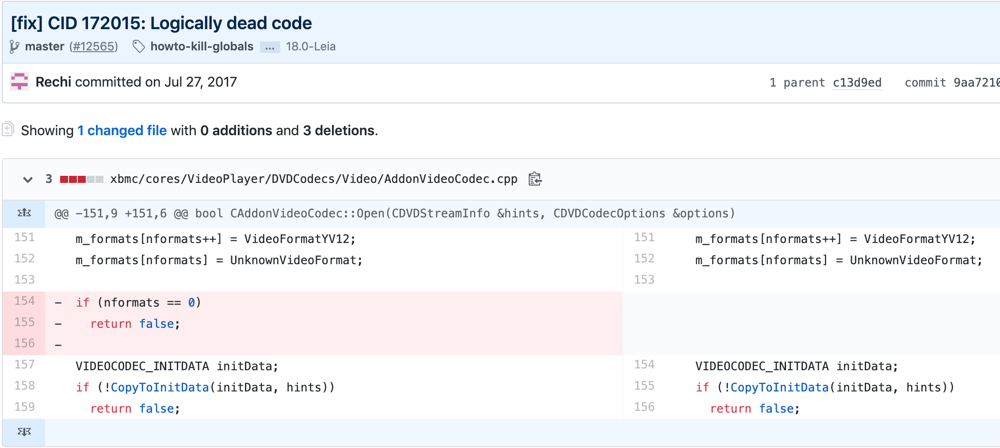 [fix] CID 172015: Logically dead code
master (#12565) howto-kill-globals ... 18.0-Leia
Rechi committed on Jul 27, 2017 1 parent c13d9ed commit 9aa7210
Showing 1 changed file with 0 additions and 3 deletions.
3 xbmc/cores/VideoPlayer/DVDCodecs/Video/AddonVideoCodec.cpp
@@ -151,9 +151,6 @@ bool CAddonVideoCodec::Open(CDVDStreamInfo &hints, CDVDCodecOptions &options)
151 m_formats[nformats++] = VideoFormatYV12; 151 m_formats[nformats++] = VideoFormatYV12;
152 m_formats[nformats] = UnknownVideoFormat; 152 m_formats[nformats] = UnknownVideoFormat;
153 153
154 - if (nformats == 0)
155 - return false;
156 -
157 VIDEOCODEC_INITDATA initData; 154 VIDEOCODEC_INITDATA initData;
158 if (!CopyToInitData(initData, hints)) 155 if (!CopyToInitData(initData, hints))
159 return false; 156 return false;